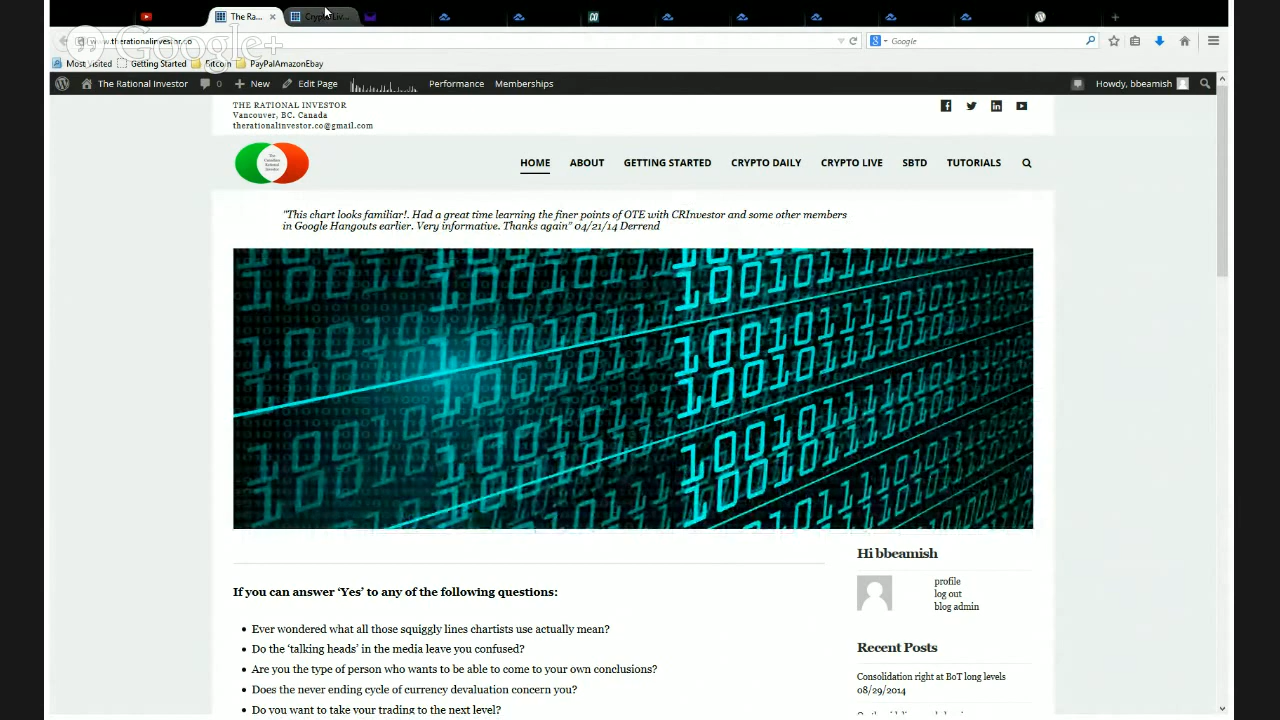 The Ra...
Crypto Liv...
www.therationalinvestor.co
Google+
Google
Most Visited
Getting Started
Bitcoin
PayPalAmazonEbay
The Rational Investor
0
New
Edit Page
Performance
Memberships
Howdy, bbeamish
THE RATIONAL INVESTOR
Vancouver, BC. Canada
therationalinvestor.co@gmail.com
HOME
ABOUT
GETTING STARTED
CRYPTO DAILY
CRYPTO LIVE
SBTD
TUTORIALS
"This chart looks familiar!. Had a great time learning the finer points of OTE with CRInvestor and some other members
in Google Hangouts earlier. Very informative. Thanks again" 04/21/14 Derrend
If you can answer ‘Yes’ to any of the following questions:
Ever wondered what all those squiggly lines chartists use actually mean?
Do the ‘talking heads’ in the media leave you confused?
Are you the type of person who wants to be able to come to your own conclusions?
Does the never ending cycle of currency devaluation concern you?
Do you want to take your trading to the next level?
Hi bbeamish
profile
log out
blog admin
Recent Posts
Consolidation right at BoT long levels
08/29/2014